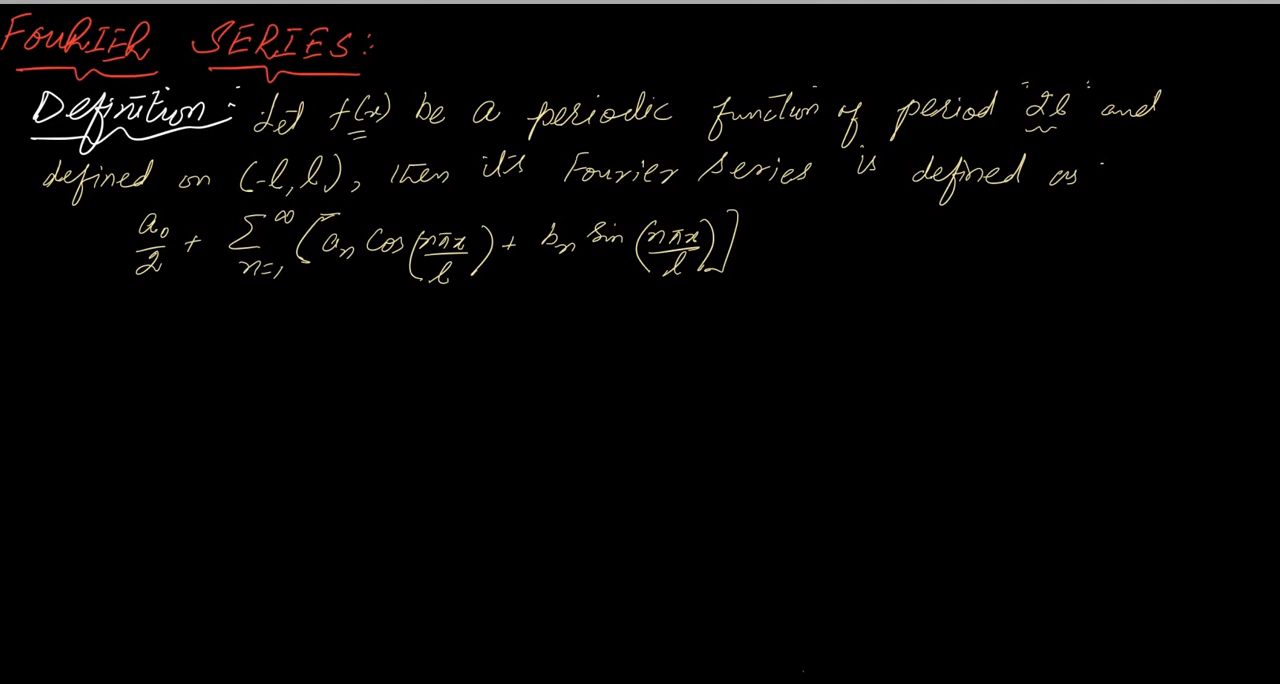 FOURIER SERIES:
Definition: Let f(x) be a periodic function of period "2l" and
defined on (-l, l), then its Fourier Series is defined as
a₀/2 + ∑_{n=1}^{∞} [aₙ cos(nπx/l) + bₙ sin(nπx/l)]